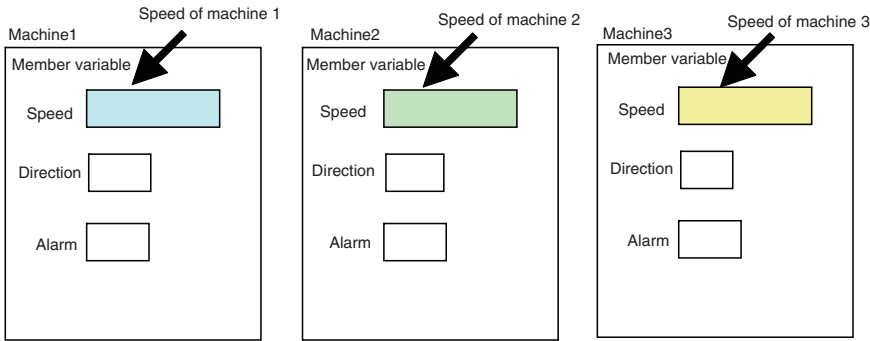 Speed of machine 1
Machine1
Member variable
Speed
Direction
Alarm
Speed of machine 2
Machine2
Member variable
Speed
Direction
Alarm
Speed of machine 3
Machine3
Member variable
Speed
Direction
Alarm